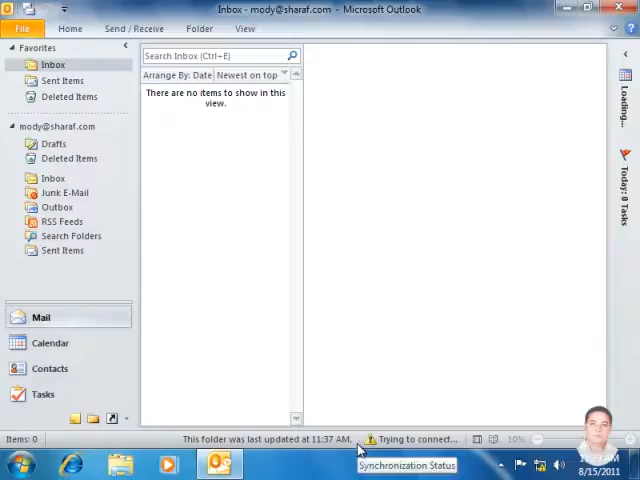 Inbox - mody@sharaf.com - Microsoft Outlook
File Home Send / Receive Folder View
Favorites
Inbox
Sent Items
Deleted Items
mody@sharaf.com
Drafts
Deleted Items
Inbox
Junk E-Mail
Outbox
RSS Feeds
Search Folders
Sent Items
Mail
Calendar
Contacts
Tasks
Search Inbox (Ctrl+E)
Arrange By: Date Newest on top
There are no items to show in this
view.
Loading...
Today: 0 Tasks
Items: 0 This folder was last updated at 11:37 AM. Trying to connect... 10%
Synchronization Status
8/15/2011